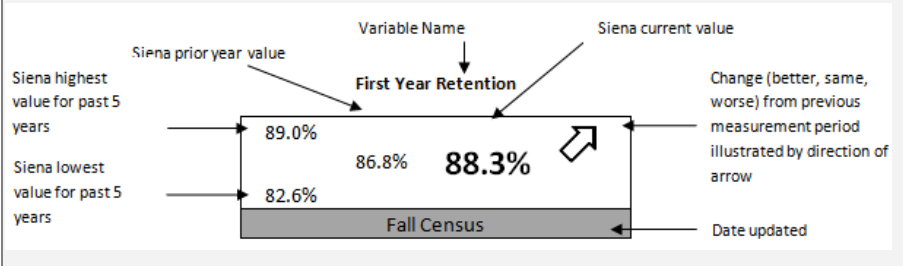 Variable Name
Siena current value
Siena prior year value
Siena highest
value for past 5
years
First Year Retention
Change (better, same,
worse) from previous
measurement period
illustrated by direction of
arrow
89.0%
86.8%
88.3%
Siena lowest
value for past 5
years
82.6%
Fall Census
Date updated